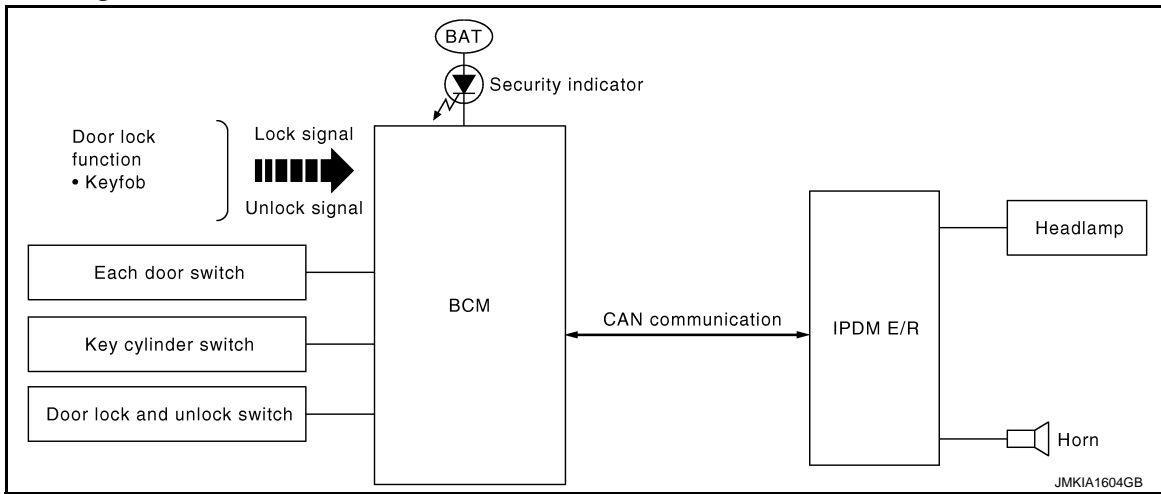 BAT
Security indicator
Door lock
function
• Keyfob
Lock signal
Unlock signal
Each door switch
Key cylinder switch
Door lock and unlock switch
BCM
CAN communication
IPDM E/R
Headlamp
Horn
JMKIA1604GB